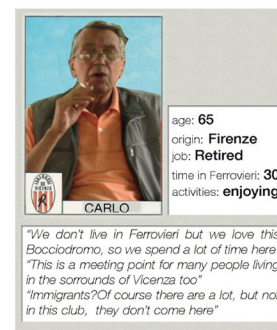 CARLO
age: 65
origin: Firenze
job: Retired
time in Ferrovieri: 30
activities: enjoying
"We don't live in Ferrovieri but we love this
Bocciodromo, so we spend a lot of time here
"This is a meeting point for many people living
in the sorrounds of Vicenza too"
"Immigrants?Of course there are a lot, but not
in this club, they don't come here"